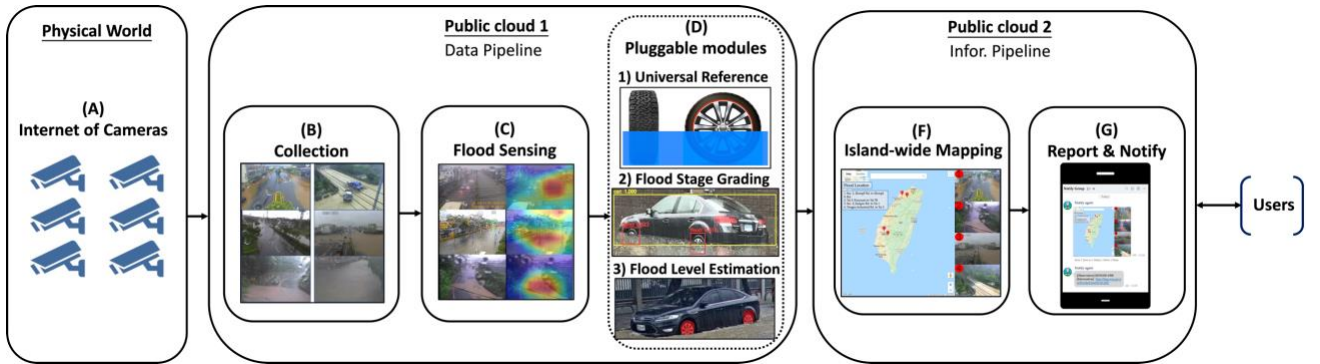 Physical World
(A)
Internet of Cameras
Public cloud 1
Data Pipeline
(B)
Collection
(C)
Flood Sensing
(D)
Pluggable modules
1) Universal Reference
2) Flood Stage Grading
3) Flood Level Estimation
Public cloud 2
Infor. Pipeline
(F)
Island-wide Mapping
(G)
Report & Notify
Users